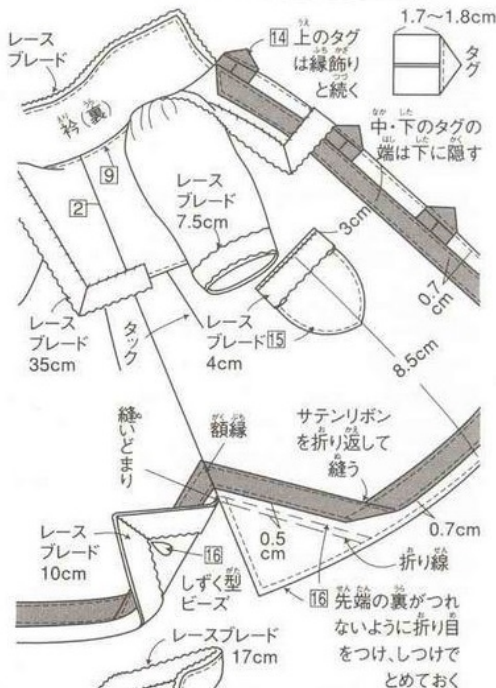 1.7〜1.8cm
タグ
レース
ブレード
14 上のタグ
は縁飾り
と続く
衿(裏)
9
2
中・下のタグの
端は下に隠す
レース
ブレード
7.5cm
3cm
0.7
cm
レース
ブレード
35cm
タック
レース
ブレード 15
4cm
8.5cm
縫いどまり
額縁
サテンリボン
を折り返して
縫う
レース
ブレード
10cm
16
しずく型
ビーズ
0.5
cm
0.7cm
折り線
16 先端の裏がつれ
ないように折り目
をつけ、しつけで
とめておく
レースブレード
17cm